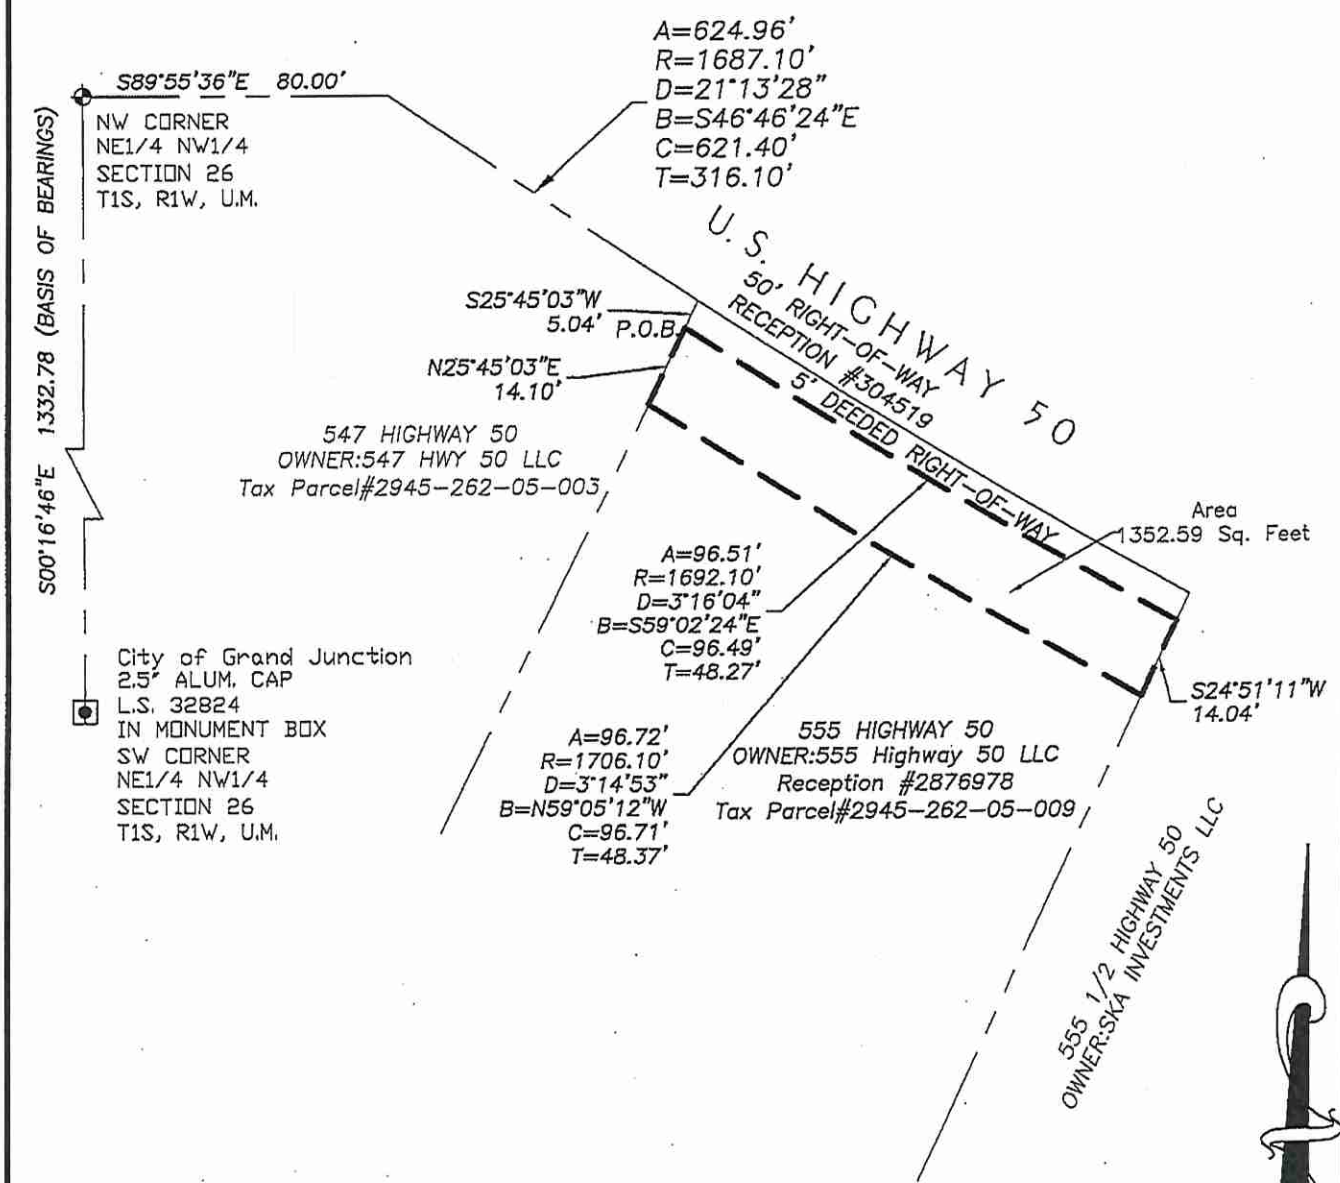 A=624.96'
R=1687.10'
D=21°13'28"
B=S46°46'24"E
C=621.40'
T=316.10'
S89°55'36"E 80.00'
NW CORNER
NE1/4 NW1/4
SECTION 26
T1S, R1W, U.M.
S00°16'46"E 1332.78 (BASIS OF BEARINGS)
U. S. HIGHWAY 50
50' RIGHT-OF-WAY
RECEPTION #304519
5' DEEDED RIGHT-OF-WAY
S25°45'03"W
5.04'
P.O.B.
N25°45'03"E
14.10'
547 HIGHWAY 50
OWNER:547 HWY 50 LLC
Tax Parcel#2945-262-05-003
Area
1352.59 Sq. Feet
A=96.51'
R=1692.10'
D=3°16'04"
B=S59°02'24"E
C=96.49'
T=48.27'
S24°51'11"W
14.04'
City of Grand Junction
2.5" ALUM. CAP
L.S. 32824
IN MONUMENT BOX
SW CORNER
NE1/4 NW1/4
SECTION 26
T1S, R1W, U.M.
A=96.72'
R=1706.10'
D=3°14'53"
B=N59°05'12"W
C=96.71'
T=48.37'
555 HIGHWAY 50
OWNER:555 Highway 50 LLC
Reception #2876978
Tax Parcel#2945-262-05-009
555 1/2 HIGHWAY 50
OWNER:SKA INVESTMENTS LLC